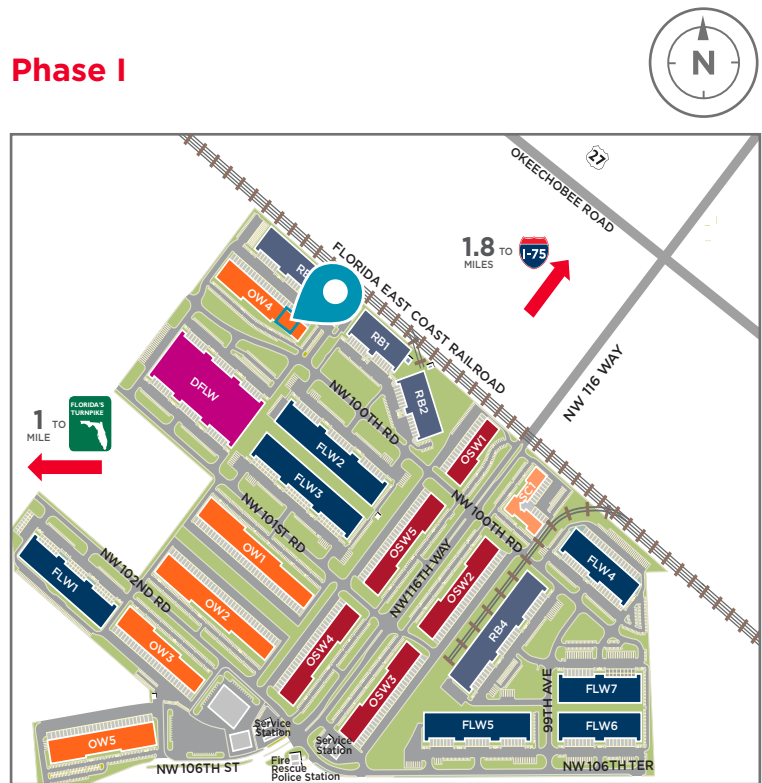 Phase I
N
27
OKEECHOBEE ROAD
1.8 TO
MILES
I-75
FLORIDA EAST COAST RAILROAD
NW 116 WAY
OW4
RB1
RB2
DFLW
NW 100TH RD
1 TO
MILE
FLORIDA'S
TURNPIKE
FLW2
FLW3
OSW1
SC1
NW 101ST RD
NW 100TH RD
OSW5
NW 116TH WAY
OW1
OSW2
FLW4
FLW1
NW 102ND RD
OW2
RB4
OW3
OSW4
OSW3
99TH AVE
FLW7
FLW5
FLW6
OW5
Service
Station
Service
Station
NW 106TH ST
Fire
Rescue
Police Station
NW 106TH TER